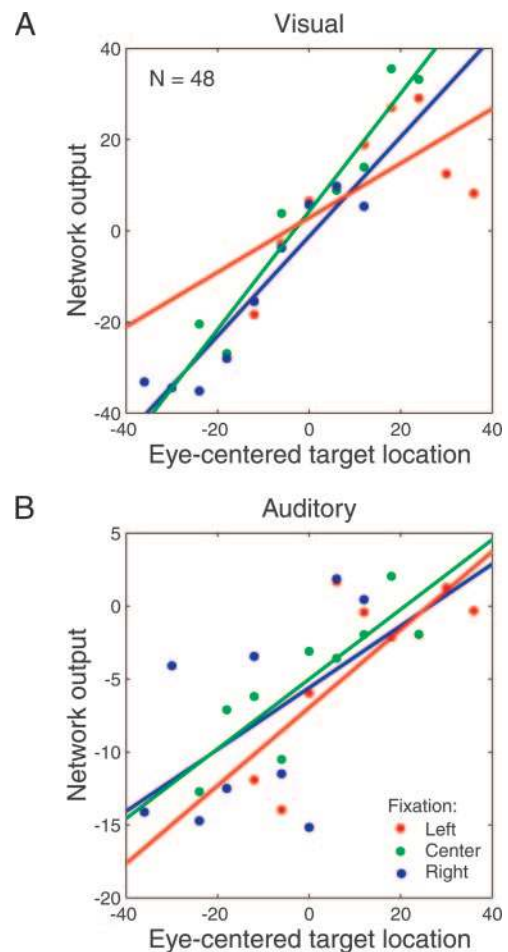 A
Visual
N = 48
Network output
40
20
0
-20
-40
-40
-20
0
20
40
Eye-centered target location
B
Auditory
Network output
5
0
-5
-10
-15
-20
Fixation:
Left
Center
Right
-40
-20
0
20
40
Eye-centered target location